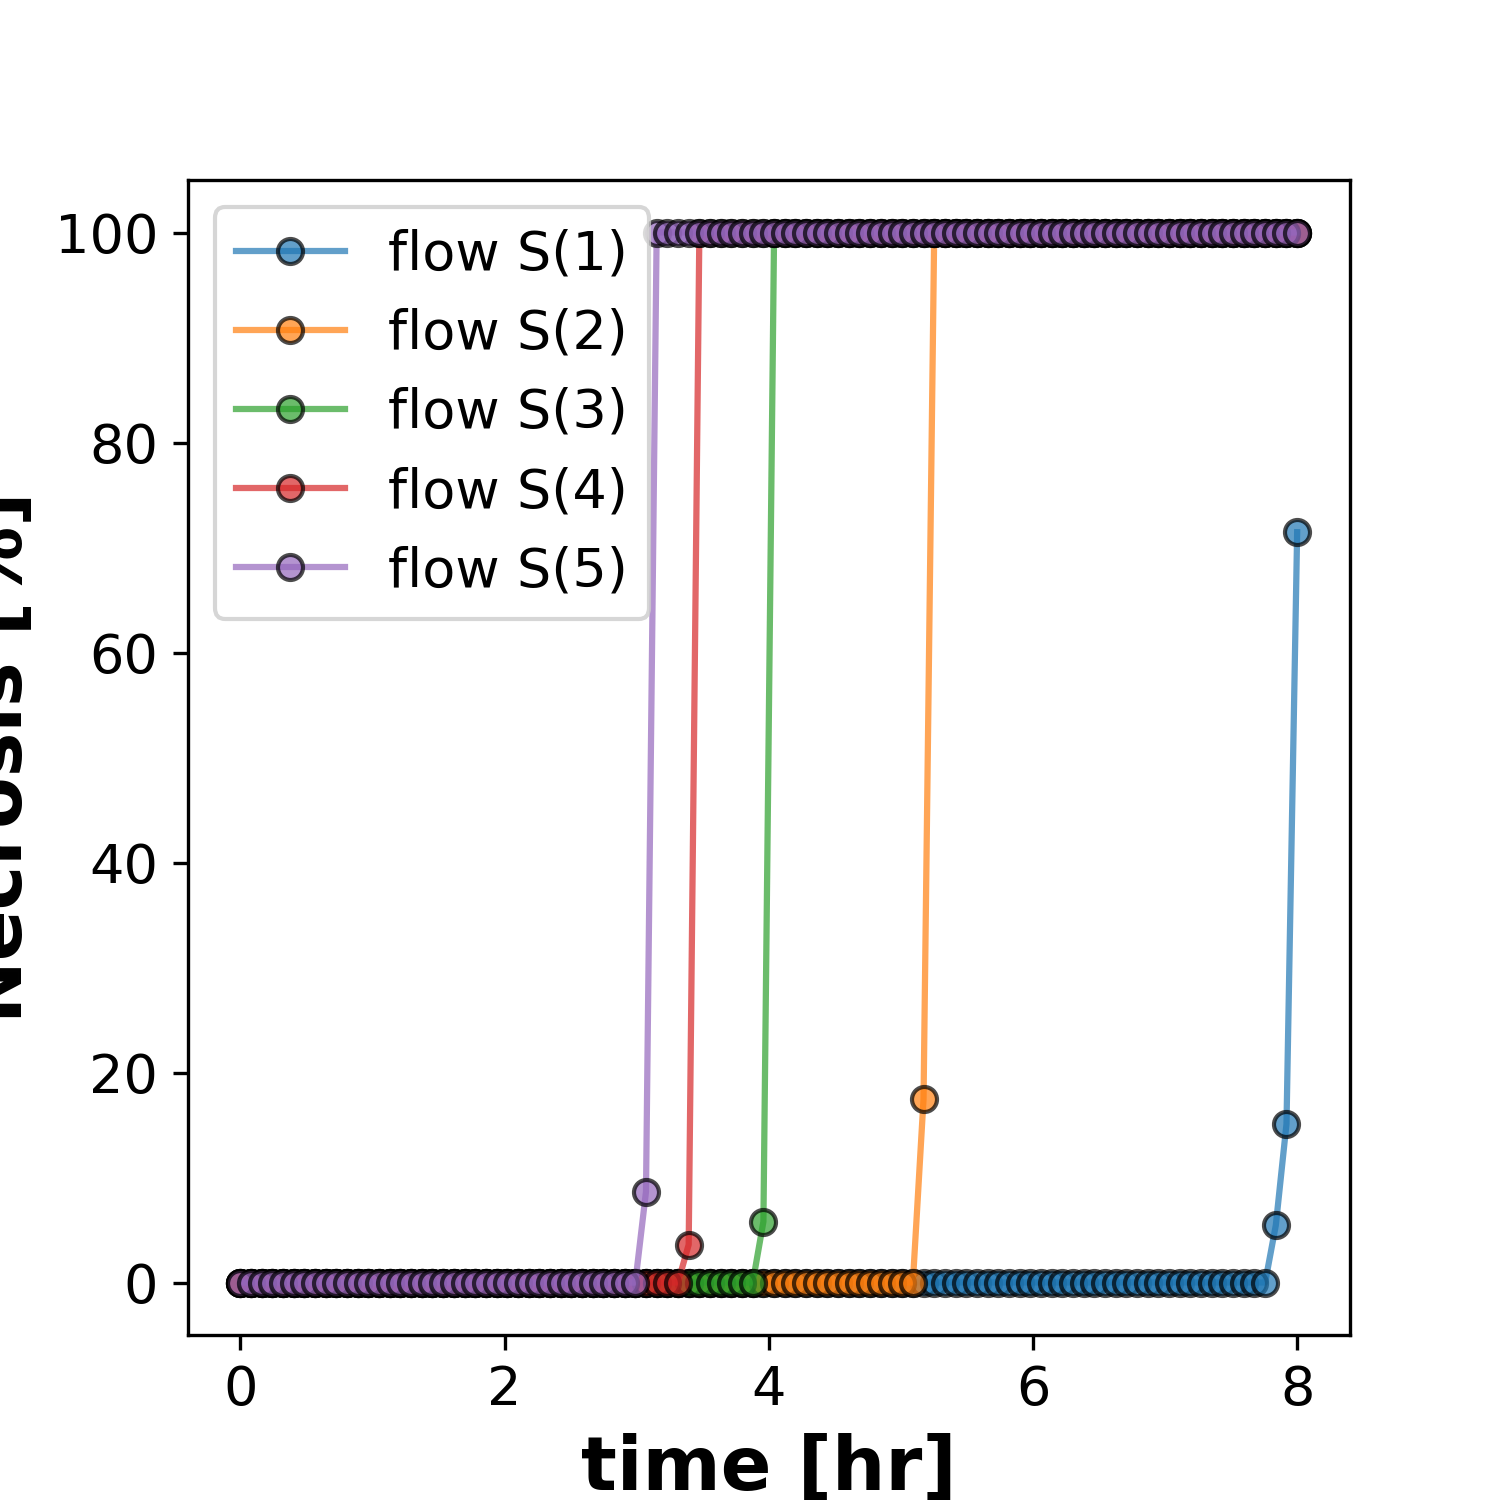 100
80
60
40
20
0
Necrosis [%]
flow S(1)
flow S(2)
flow S(3)
flow S(4)
flow S(5)
0 2 4 6 8
time [hr]